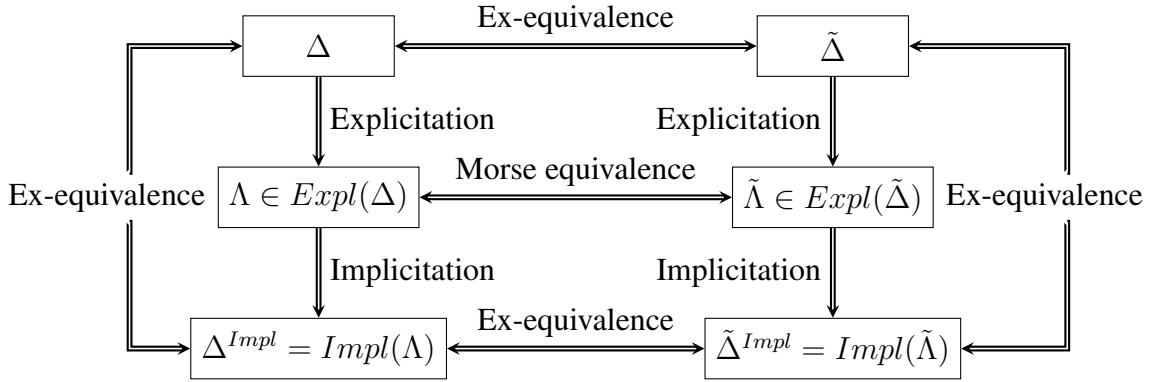 Ex-equivalence
Δ Δ̃
Explicitation Explicitation
Morse equivalence
Ex-equivalence Λ ∈ Expl(Δ) Λ̃ ∈ Expl(Δ̃) Ex-equivalence
Implicitation Implicitation
Ex-equivalence
Δ^{Impl} = Impl(Λ) Δ̃^{Impl} = Impl(Λ̃)